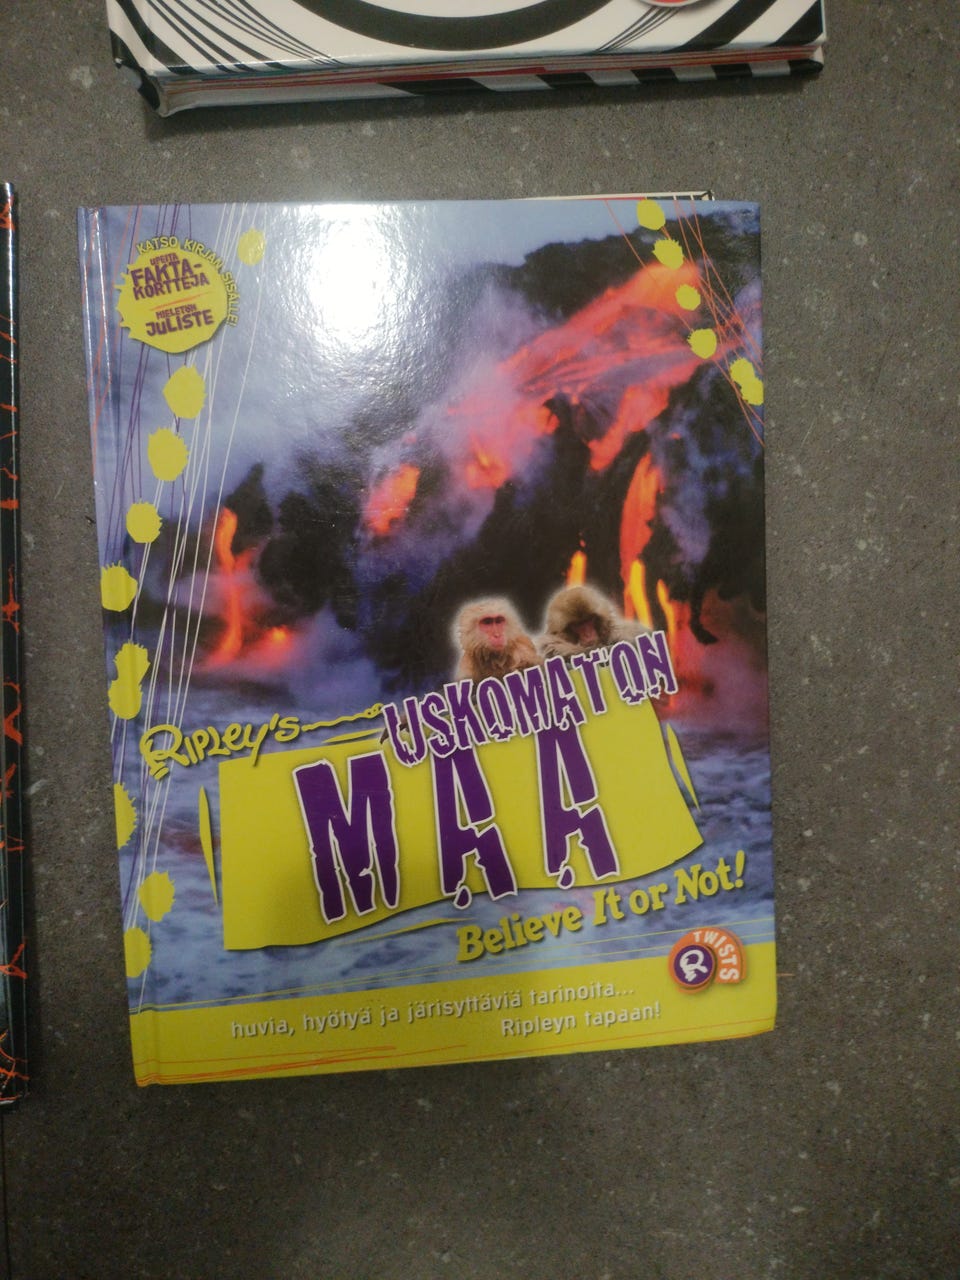 KATSO KIRJAN SISÄLLE!
UPEITA
FAKTA-
KORTTEJA
MIELETÖN
JULISTE
RIPLEY'S
USKOMATON
MAA
Believe It or Not!
TWISTS
R
huvia, hyötyä ja järisyttäviä tarinoita...
Ripleyn tapaan!